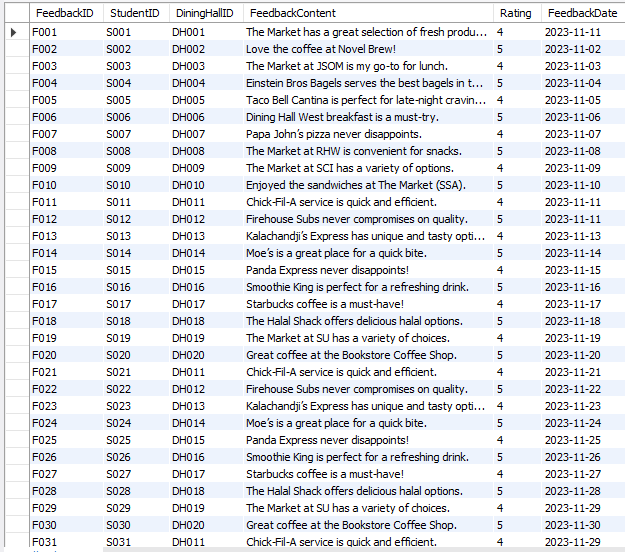 FeedbackID StudentID DiningHallID FeedbackContent Rating FeedbackDate
F001 S001 DH001 The Market has a great selection of fresh produ... 4 2023-11-11
F002 S002 DH002 Love the coffee at Novel Brew! 5 2023-11-02
F003 S003 DH003 The Market at JSOM is my go-to for lunch. 4 2023-11-03
F004 S004 DH004 Einstein Bros Bagels serves the best bagels in t... 5 2023-11-04
F005 S005 DH005 Taco Bell Cantina is perfect for late-night cravin... 4 2023-11-05
F006 S006 DH006 Dining Hall West breakfast is a must-try. 5 2023-11-06
F007 S007 DH007 Papa John's pizza never disappoints. 4 2023-11-07
F008 S008 DH008 The Market at RHW is convenient for snacks. 5 2023-11-08
F009 S009 DH009 The Market at SCI has a variety of options. 4 2023-11-09
F010 S010 DH010 Enjoyed the sandwiches at The Market (SSA). 5 2023-11-10
F011 S011 DH011 Chick-Fil-A service is quick and efficient. 4 2023-11-11
F012 S012 DH012 Firehouse Subs never compromises on quality. 5 2023-11-11
F013 S013 DH013 Kalachandji's Express has unique and tasty opti... 4 2023-11-13
F014 S014 DH014 Moe's is a great place for a quick bite. 5 2023-11-14
F015 S015 DH015 Panda Express never disappoints! 4 2023-11-15
F016 S016 DH016 Smoothie King is perfect for a refreshing drink. 5 2023-11-16
F017 S017 DH017 Starbucks coffee is a must-have! 4 2023-11-17
F018 S018 DH018 The Halal Shack offers delicious halal options. 5 2023-11-18
F019 S019 DH019 The Market at SU has a variety of choices. 4 2023-11-19
F020 S020 DH020 Great coffee at the Bookstore Coffee Shop. 5 2023-11-20
F021 S021 DH011 Chick-Fil-A service is quick and efficient. 4 2023-11-21
F022 S022 DH012 Firehouse Subs never compromises on quality. 5 2023-11-22
F023 S023 DH013 Kalachandji's Express has unique and tasty opti... 4 2023-11-23
F024 S024 DH014 Moe's is a great place for a quick bite. 5 2023-11-24
F025 S025 DH015 Panda Express never disappoints! 4 2023-11-25
F026 S026 DH016 Smoothie King is perfect for a refreshing drink. 5 2023-11-26
F027 S027 DH017 Starbucks coffee is a must-have! 4 2023-11-27
F028 S028 DH018 The Halal Shack offers delicious halal options. 5 2023-11-28
F029 S029 DH019 The Market at SU has a variety of choices. 4 2023-11-29
F030 S030 DH020 Great coffee at the Bookstore Coffee Shop. 5 2023-11-30
F031 S031 DH011 Chick-Fil-A service is quick and efficient. 4 2023-11-29